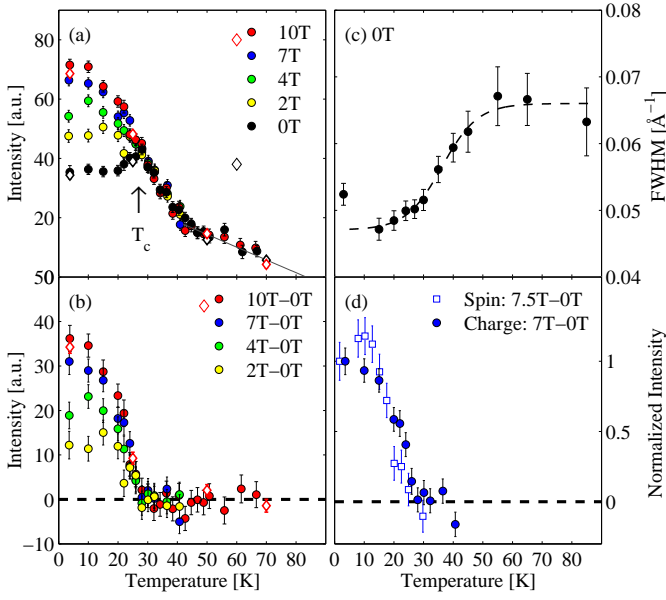 (a)
10T
7T
4T
2T
0T
T_c
Intensity [a.u.]
80
60
40
20
50
(c) 0T
0.08
0.07
0.06
0.05
0.04
FWHM [Å⁻¹]
(b)
10T−0T
7T−0T
4T−0T
2T−0T
Intensity [a.u.]
40
30
20
10
0
−10
0 10 20 30 40 50 60 70 80 90
Temperature [K]
(d)
Spin: 7.5T−0T
Charge: 7T−0T
1
0.5
0
Normalized Intensity
10 20 30 40 50 60 70 80 90
Temperature [K]